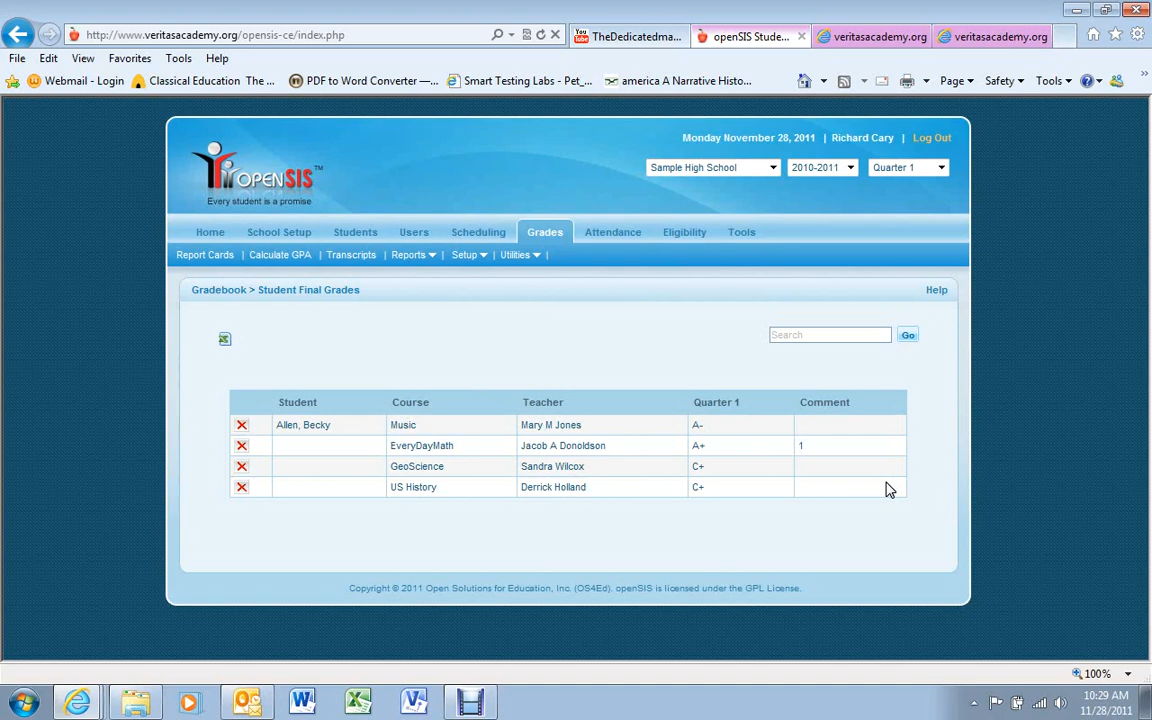 http://www.veritasacademy.org/opensis-ce/index.php
You Tube TheDedicatedma... openSIS Stude... veritasacademy.org veritasacademy.org
File Edit View Favorites Tools Help
Webmail - Login Classical Education The ... PDF to Word Converter —... Smart Testing Labs - Pet_... america A Narrative Histo... Page Safety Tools
Monday November 28, 2011 | Richard Cary | Log Out
Sample High School 2010-2011 Quarter 1
OPENSIS™
Every student is a promise
Home School Setup Students Users Scheduling Grades Attendance Eligibility Tools
Report Cards | Calculate GPA | Transcripts | Reports | Setup | Utilities |
Gradebook > Student Final Grades Help
Search Go
Student Course Teacher Quarter 1 Comment
Allen, Becky Music Mary M Jones A-
EveryDayMath Jacob A Donoldson A+ 1
GeoScience Sandra Wilcox C+
US History Derrick Holland C+
Copyright © 2011 Open Solutions for Education, Inc. (OS4Ed). openSIS is licensed under the GPL License.
100%
10:29 AM
11/28/2011